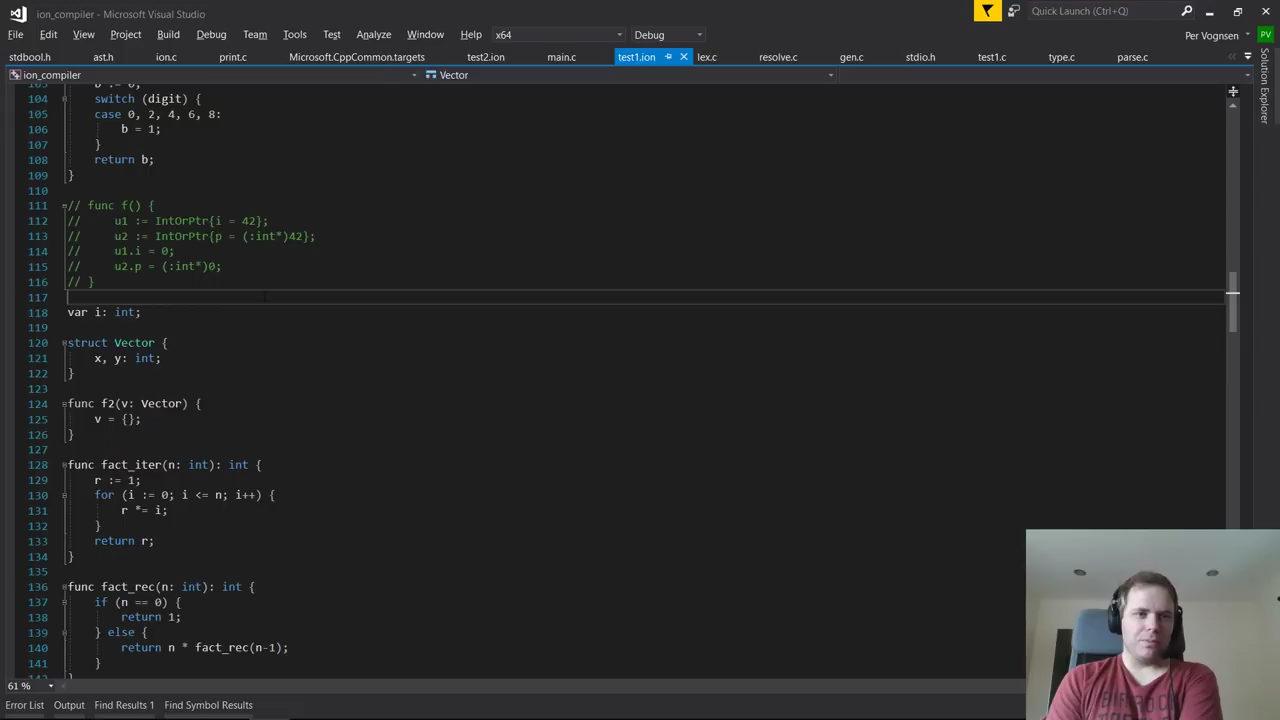 ion_compiler - Microsoft Visual Studio
Quick Launch (Ctrl+Q)
File Edit View Project Build Debug Team Tools Test Analyze Window Help x64 Debug Per Vognsen PV
stdbool.h ast.h ion.c print.c Microsoft.CppCommon.targets test2.ion main.c test1.ion lex.c resolve.c gen.c stdio.h test1.c type.c parse.c
ion_compiler Vector
Solution Explorer
103 b := 0;
104 switch (digit) {
105 case 0, 2, 4, 6, 8:
106 b = 1;
107 }
108 return b;
109 }
110
111 // func f() {
112 // u1 := IntOrPtr{i = 42};
113 // u2 := IntOrPtr{p = (:int*)42};
114 // u1.i = 0;
115 // u2.p = (:int*)0;
116 // }
117
118 var i: int;
119
120 struct Vector {
121 x, y: int;
122 }
123
124 func f2(v: Vector) {
125 v = {};
126 }
127
128 func fact_iter(n: int): int {
129 r := 1;
130 for (i := 0; i <= n; i++) {
131 r *= i;
132 }
133 return r;
134 }
135
136 func fact_rec(n: int): int {
137 if (n == 0) {
138 return 1;
139 } else {
140 return n * fact_rec(n-1);
141 }
61 %
Error List Output Find Results 1 Find Symbol Results